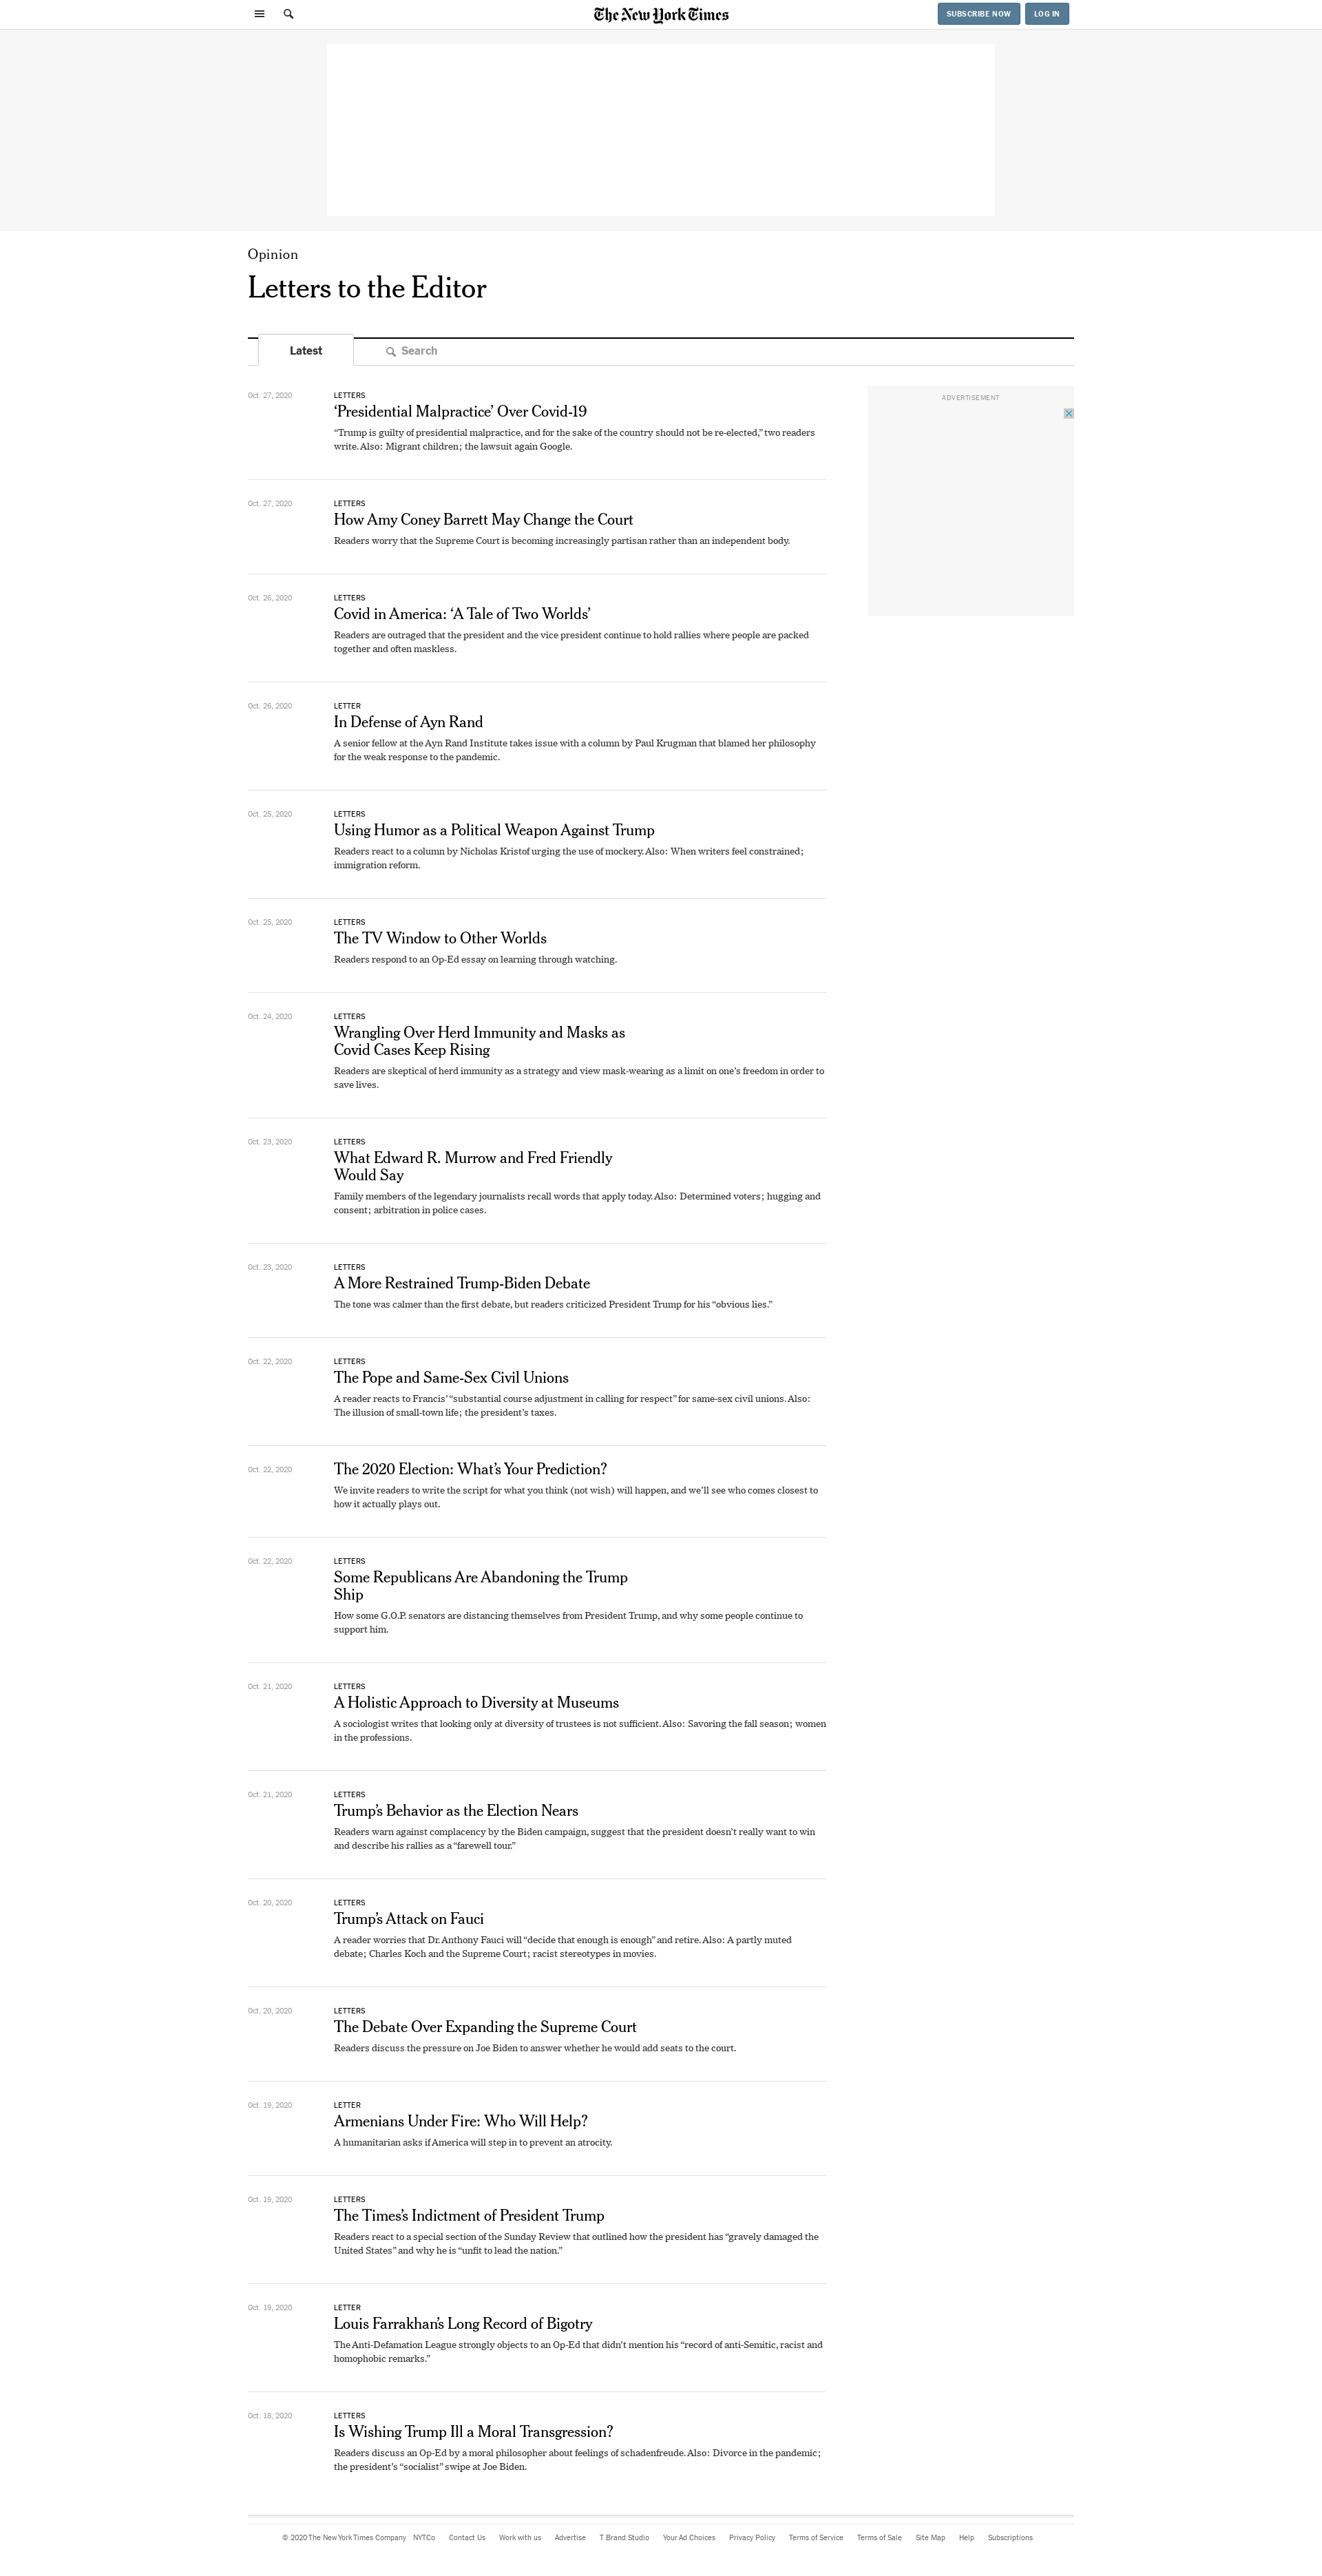 The New York Times
SUBSCRIBE NOW
LOG IN
Opinion
Letters to the Editor
Latest
Search
ADVERTISEMENT
Oct. 27, 2020
LETTERS
‘Presidential Malpractice’ Over Covid-19
“Trump is guilty of presidential malpractice, and for the sake of the country should not be re-elected,” two readers
write. Also: Migrant children; the lawsuit again Google.
Oct. 27, 2020
LETTERS
How Amy Coney Barrett May Change the Court
Readers worry that the Supreme Court is becoming increasingly partisan rather than an independent body.
Oct. 26, 2020
LETTERS
Covid in America: ‘A Tale of Two Worlds’
Readers are outraged that the president and the vice president continue to hold rallies where people are packed
together and often maskless.
Oct. 26, 2020
LETTER
In Defense of Ayn Rand
A senior fellow at the Ayn Rand Institute takes issue with a column by Paul Krugman that blamed her philosophy
for the weak response to the pandemic.
Oct. 25, 2020
LETTERS
Using Humor as a Political Weapon Against Trump
Readers react to a column by Nicholas Kristof urging the use of mockery. Also: When writers feel constrained;
immigration reform.
Oct. 25, 2020
LETTERS
The TV Window to Other Worlds
Readers respond to an Op-Ed essay on learning through watching.
Oct. 24, 2020
LETTERS
Wrangling Over Herd Immunity and Masks as
Covid Cases Keep Rising
Readers are skeptical of herd immunity as a strategy and view mask-wearing as a limit on one’s freedom in order to
save lives.
Oct. 23, 2020
LETTERS
What Edward R. Murrow and Fred Friendly
Would Say
Family members of the legendary journalists recall words that apply today. Also: Determined voters; hugging and
consent; arbitration in police cases.
Oct. 23, 2020
LETTERS
A More Restrained Trump-Biden Debate
The tone was calmer than the first debate, but readers criticized President Trump for his “obvious lies.”
Oct. 22, 2020
LETTERS
The Pope and Same-Sex Civil Unions
A reader reacts to Francis’ “substantial course adjustment in calling for respect” for same-sex civil unions. Also:
The illusion of small-town life; the president’s taxes.
Oct. 22, 2020
The 2020 Election: What’s Your Prediction?
We invite readers to write the script for what you think (not wish) will happen, and we’ll see who comes closest to
how it actually plays out.
Oct. 22, 2020
LETTERS
Some Republicans Are Abandoning the Trump
Ship
How some G.O.P. senators are distancing themselves from President Trump, and why some people continue to
support him.
Oct. 21, 2020
LETTERS
A Holistic Approach to Diversity at Museums
A sociologist writes that looking only at diversity of trustees is not sufficient. Also: Savoring the fall season; women
in the professions.
Oct. 21, 2020
LETTERS
Trump’s Behavior as the Election Nears
Readers warn against complacency by the Biden campaign, suggest that the president doesn’t really want to win
and describe his rallies as a “farewell tour.”
Oct. 20, 2020
LETTERS
Trump’s Attack on Fauci
A reader worries that Dr. Anthony Fauci will “decide that enough is enough” and retire. Also: A partly muted
debate; Charles Koch and the Supreme Court; racist stereotypes in movies.
Oct. 20, 2020
LETTERS
The Debate Over Expanding the Supreme Court
Readers discuss the pressure on Joe Biden to answer whether he would add seats to the court.
Oct. 19, 2020
LETTER
Armenians Under Fire: Who Will Help?
A humanitarian asks if America will step in to prevent an atrocity.
Oct. 19, 2020
LETTERS
The Times’s Indictment of President Trump
Readers react to a special section of the Sunday Review that outlined how the president has “gravely damaged the
United States” and why he is “unfit to lead the nation.”
Oct. 19, 2020
LETTER
Louis Farrakhan’s Long Record of Bigotry
The Anti-Defamation League strongly objects to an Op-Ed that didn’t mention his “record of anti-Semitic, racist and
homophobic remarks.”
Oct. 18, 2020
LETTERS
Is Wishing Trump Ill a Moral Transgression?
Readers discuss an Op-Ed by a moral philosopher about feelings of schadenfreude. Also: Divorce in the pandemic;
the president’s “socialist” swipe at Joe Biden.
© 2020 The New York Times Company NYTCo Contact Us Work with us Advertise T Brand Studio Your Ad Choices Privacy Policy Terms of Service Terms of Sale Site Map Help Subscriptions